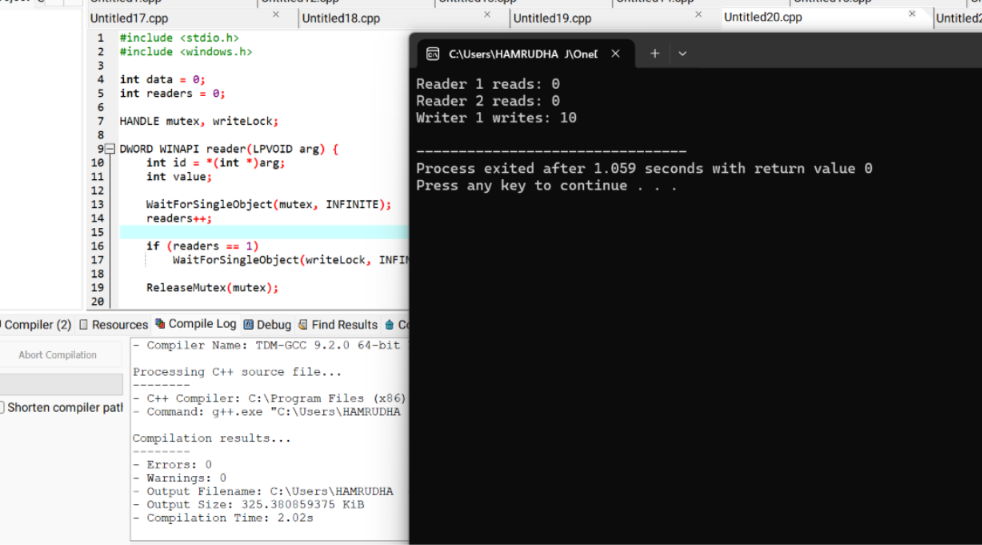 Untitled17.cpp
Untitled18.cpp
Untitled19.cpp
Untitled20.cpp
1 #include <stdio.h>
2 #include <windows.h>
3
4 int data = 0;
5 int readers = 0;
6
7 HANDLE mutex, writeLock;
8
9 DWORD WINAPI reader(LPVOID arg) {
10 int id = *(int *)arg;
11 int value;
12
13 WaitForSingleObject(mutex, INFINITE);
14 readers++;
15
16 if (readers == 1)
17 WaitForSingleObject(writeLock, INFIN
18
19 ReleaseMutex(mutex);
20
C:\Users\HAMRUDHA J\OneD
Reader 1 reads: 0
Reader 2 reads: 0
Writer 1 writes: 10
--------------------------------
Process exited after 1.059 seconds with return value 0
Press any key to continue . . .
Compiler (2) Resources Compile Log Debug Find Results
Abort Compilation
Shorten compiler path
- Compiler Name: TDM-GCC 9.2.0 64-bit
Processing C++ source file...
--------
- C++ Compiler: C:\Program Files (x86)
- Command: g++.exe "C:\Users\HAMRUDHA
Compilation results...
--------
- Errors: 0
- Warnings: 0
- Output Filename: C:\Users\HAMRUDHA
- Output Size: 325.380859375 KiB
- Compilation Time: 2.02s